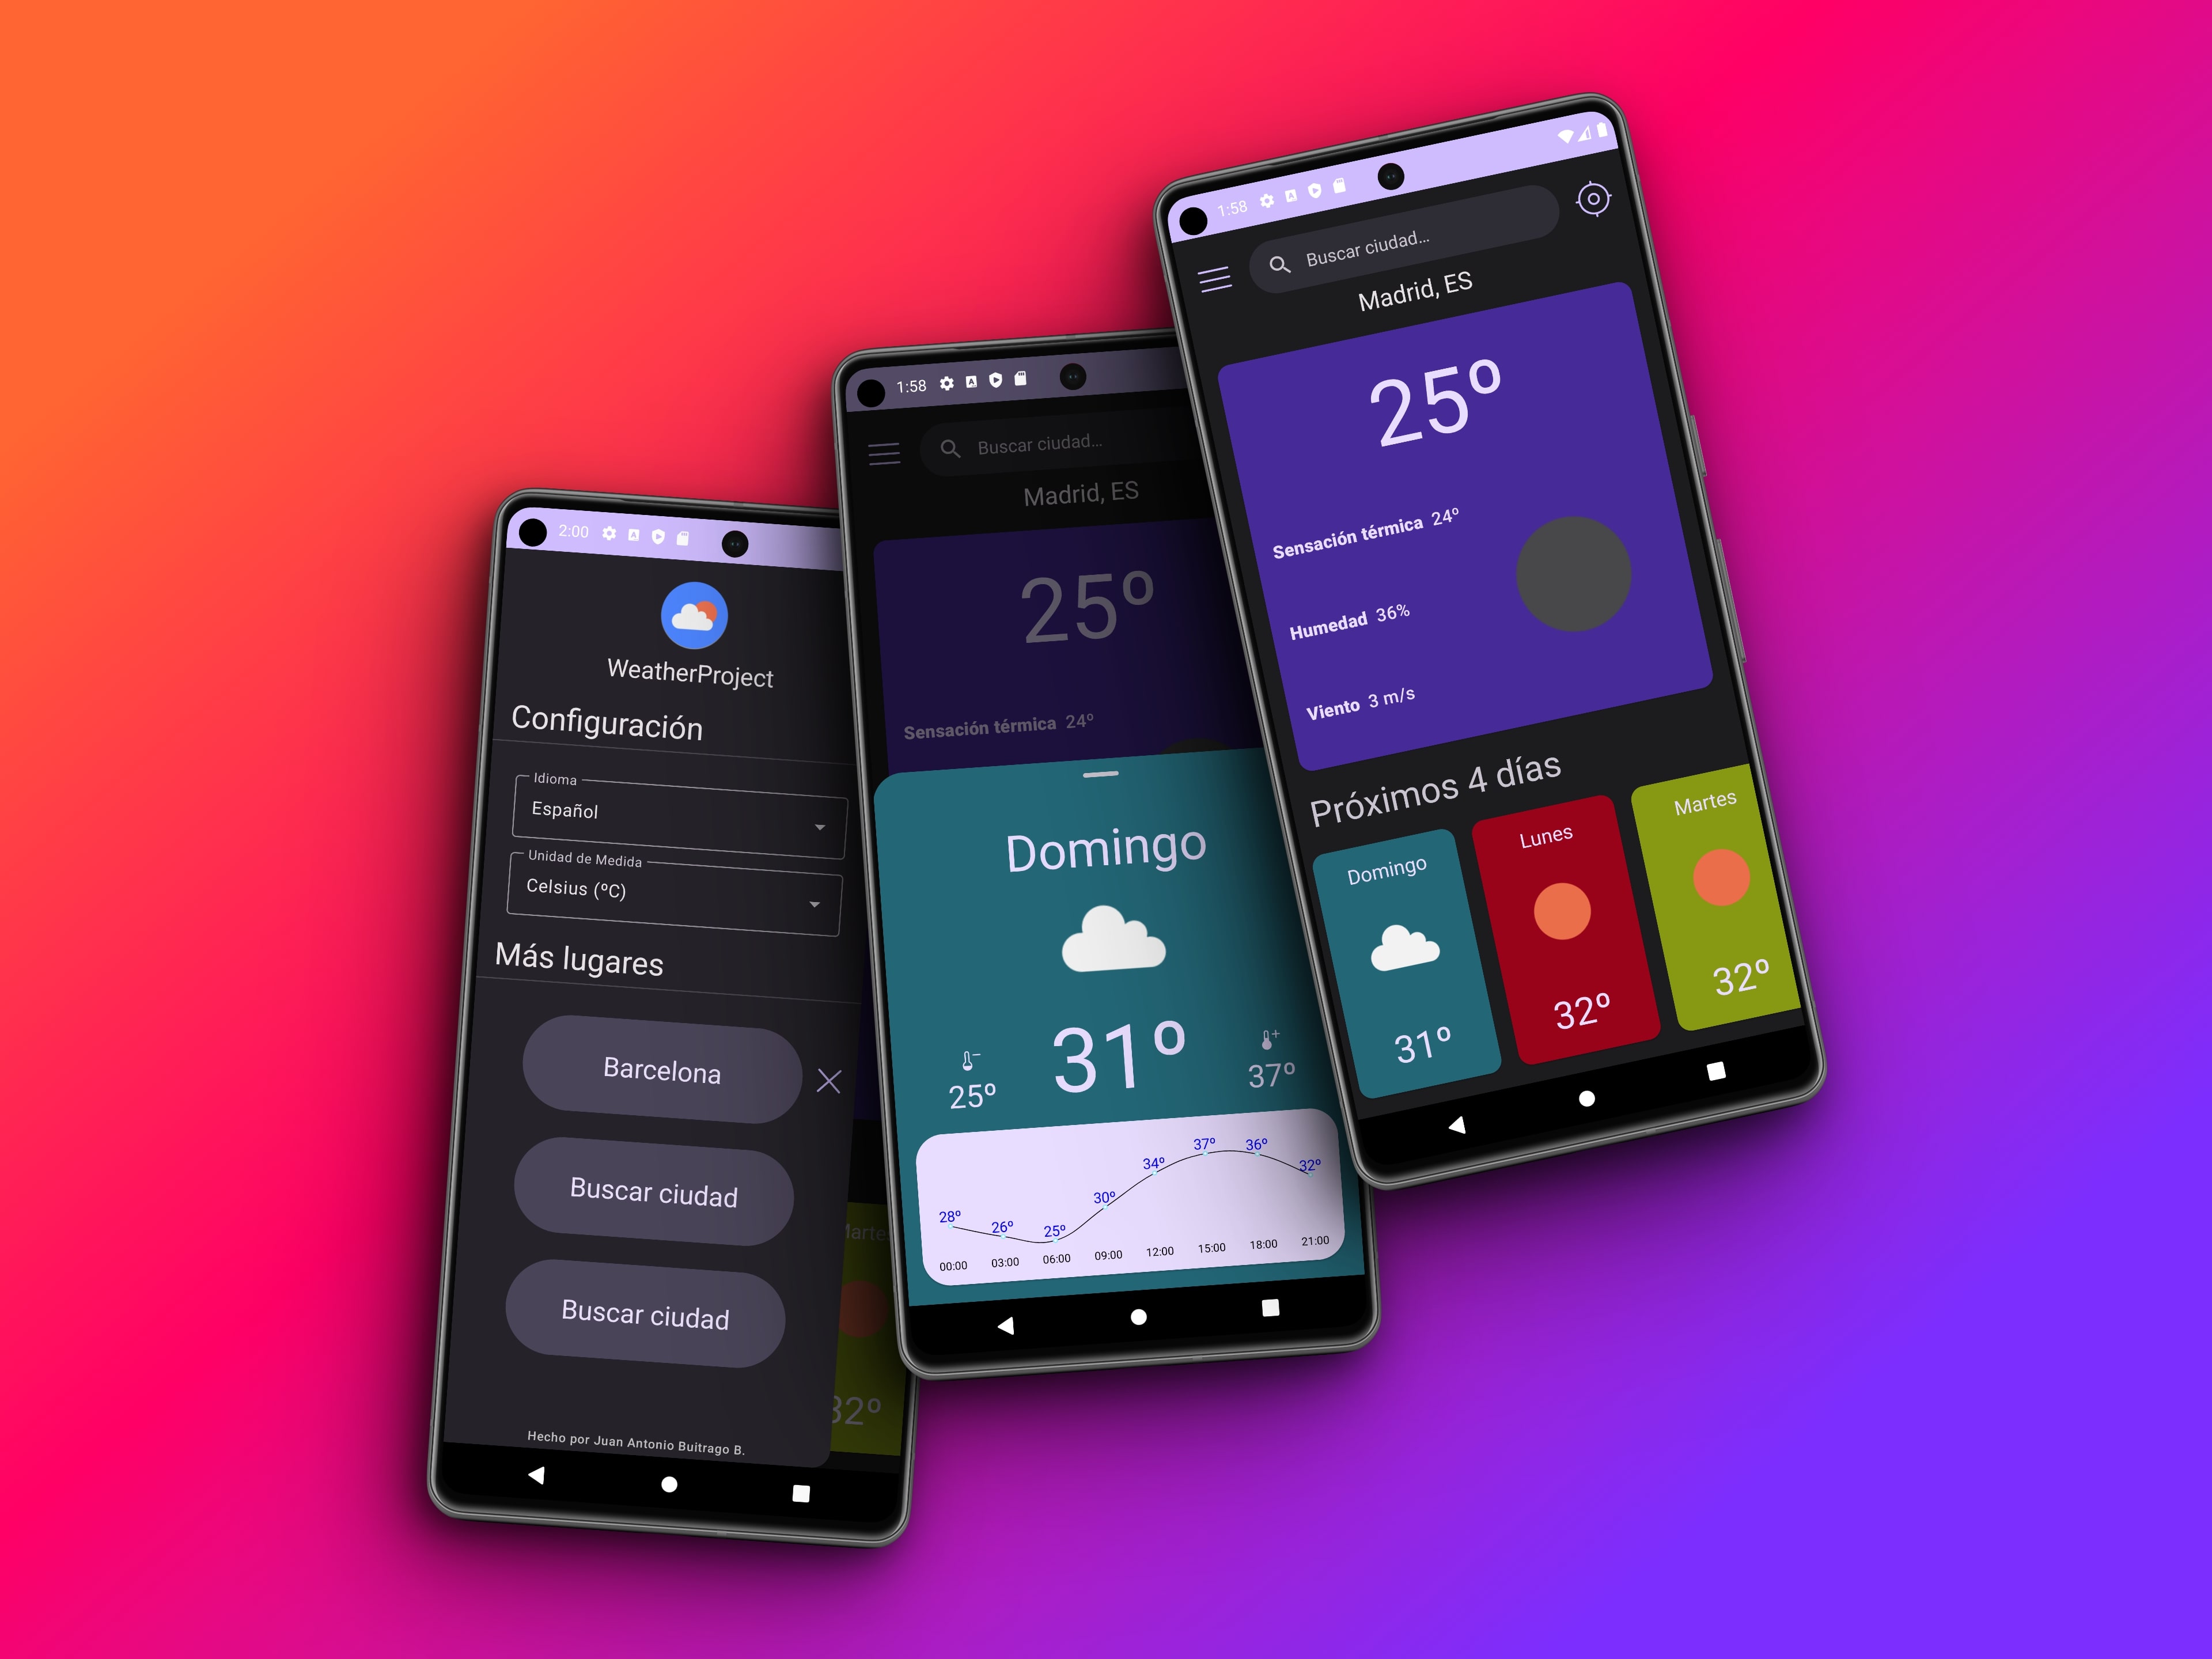 2:00
WeatherProject
Configuración
Idioma
Español
Unidad de Medida
Celsius (ºC)
Más lugares
Barcelona
Buscar ciudad
Buscar ciudad
Hecho por Juan Antonio Buitrago B.
32º
1:58
Buscar ciudad...
Madrid, ES
25º
Sensación térmica 24º
Domingo
25º
31º
37º
28º 26º 25º 30º 34º 37º 36º 32º
00:00 03:00 06:00 09:00 12:00 15:00 18:00 21:00
1:58
Buscar ciudad...
Madrid, ES
25º
Sensación térmica 24º
Humedad 36%
Viento 3 m/s
Próximos 4 días
Domingo
31º
Lunes
32º
Martes
32º